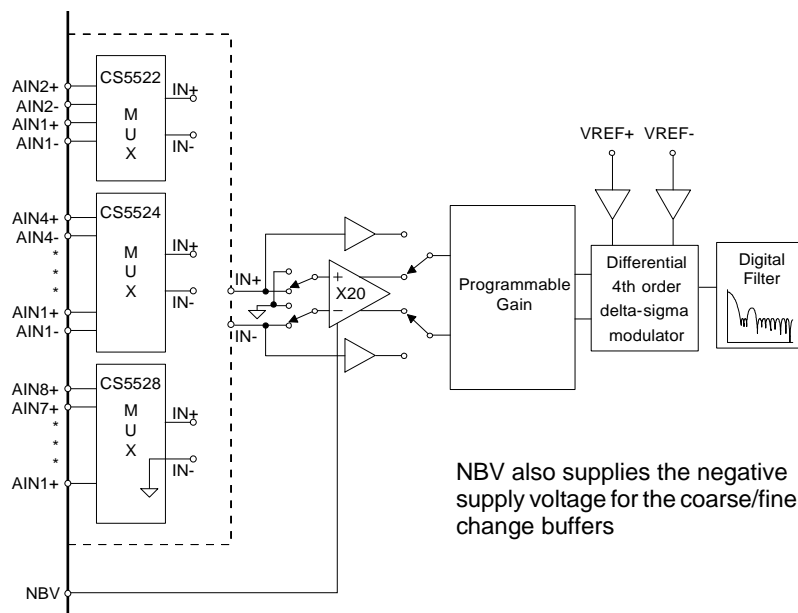 CS5522
AIN2+
AIN2-
AIN1+
AIN1-
M
U
X
IN+
IN-
CS5524
AIN4+
AIN4-
*
*
*
AIN1+
AIN1-
M
U
X
IN+
IN-
CS5528
AIN8+
AIN7+
*
*
*
AIN1+
M
U
X
IN+
IN-
NBV
IN+
IN-
+
X20
-
Programmable
Gain
VREF+ VREF-
Differential
4th order
delta-sigma
modulator
Digital
Filter
NBV also supplies the negative
supply voltage for the coarse/fine
change buffers